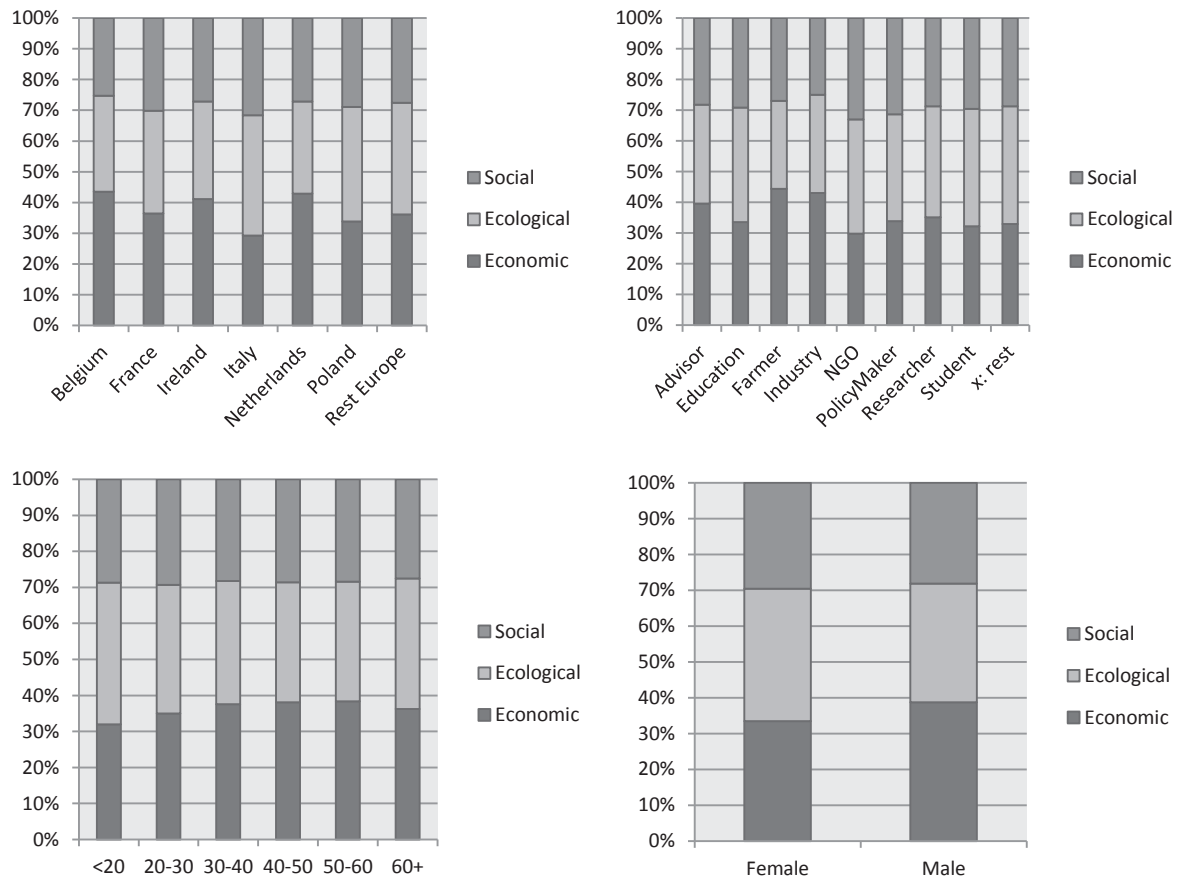 100%
90%
80%
70%
60%
50%
40%
30%
20%
10%
0%
Belgium
France
Ireland
Italy
Netherlands
Poland
Rest Europe
Social
Ecological
Economic
100%
90%
80%
70%
60%
50%
40%
30%
20%
10%
0%
Advisor
Education
Farmer
Industry
NGO
PolicyMaker
Researcher
Student
x: rest
Social
Ecological
Economic
100%
90%
80%
70%
60%
50%
40%
30%
20%
10%
0%
<20 20-30 30-40 40-50 50-60 60+
Social
Ecological
Economic
100%
90%
80%
70%
60%
50%
40%
30%
20%
10%
0%
Female Male
Social
Ecological
Economic